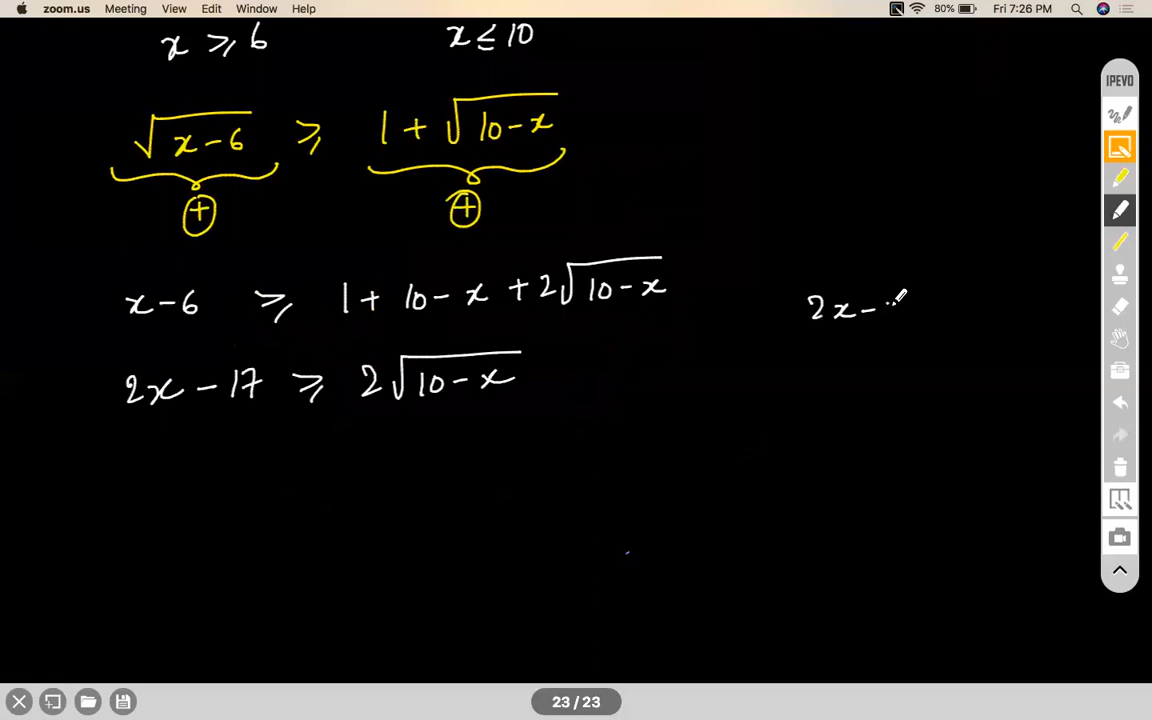 zoom.us Meeting View Edit Window Help 80% Fri 7:26 PM
x ≥ 6 x ≤ 10
√(x-6) ≥ 1 + √(10-x)
+ +
IPEVO
x-6 ≥ 1 + 10 - x + 2√(10-x) 2x -
2x - 17 ≥ 2√(10-x)
23 / 23